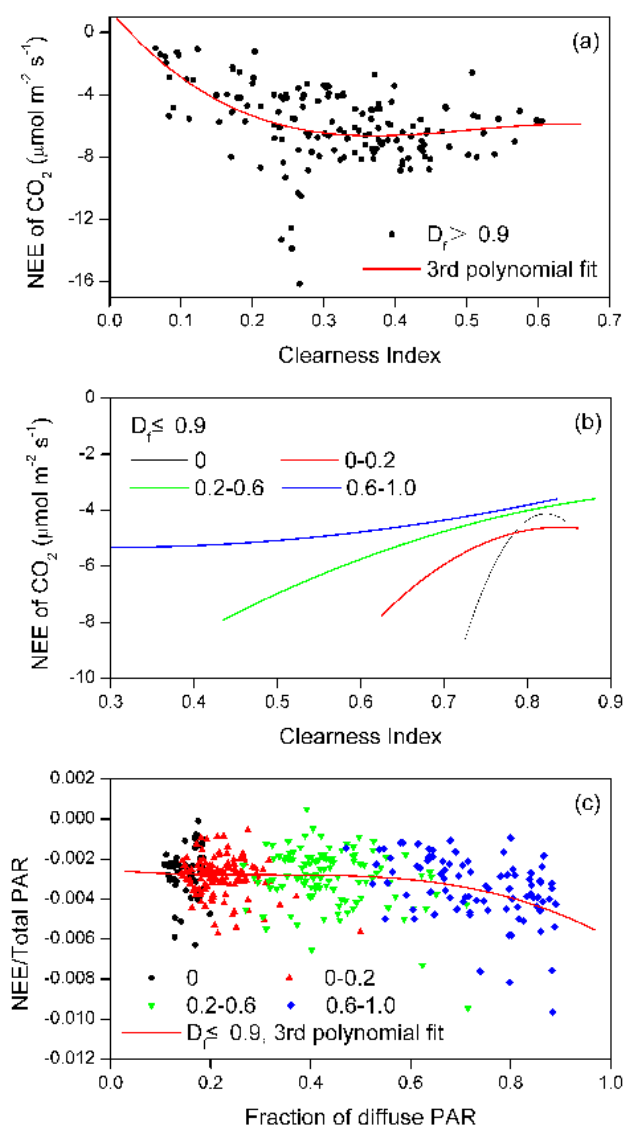 (a)
NEE of CO2 (μmol m-2 s-1)
0
-4
-8
-12
-16
Df > 0.9
3rd polynomial fit
0.0 0.1 0.2 0.3 0.4 0.5 0.6 0.7
Clearness Index
(b)
NEE of CO2 (μmol m-2 s-1)
0
-2
-4
-6
-8
-10
Df ≤ 0.9
0 0-0.2
0.2-0.6 0.6-1.0
0.3 0.4 0.5 0.6 0.7 0.8 0.9
Clearness Index
(c)
NEE/Total PAR
0.002
0.000
-0.002
-0.004
-0.006
-0.008
-0.010
-0.012
0 0-0.2
0.2-0.6 0.6-1.0
Df ≤ 0.9, 3rd polynomial fit
0.0 0.2 0.4 0.6 0.8 1.0
Fraction of diffuse PAR